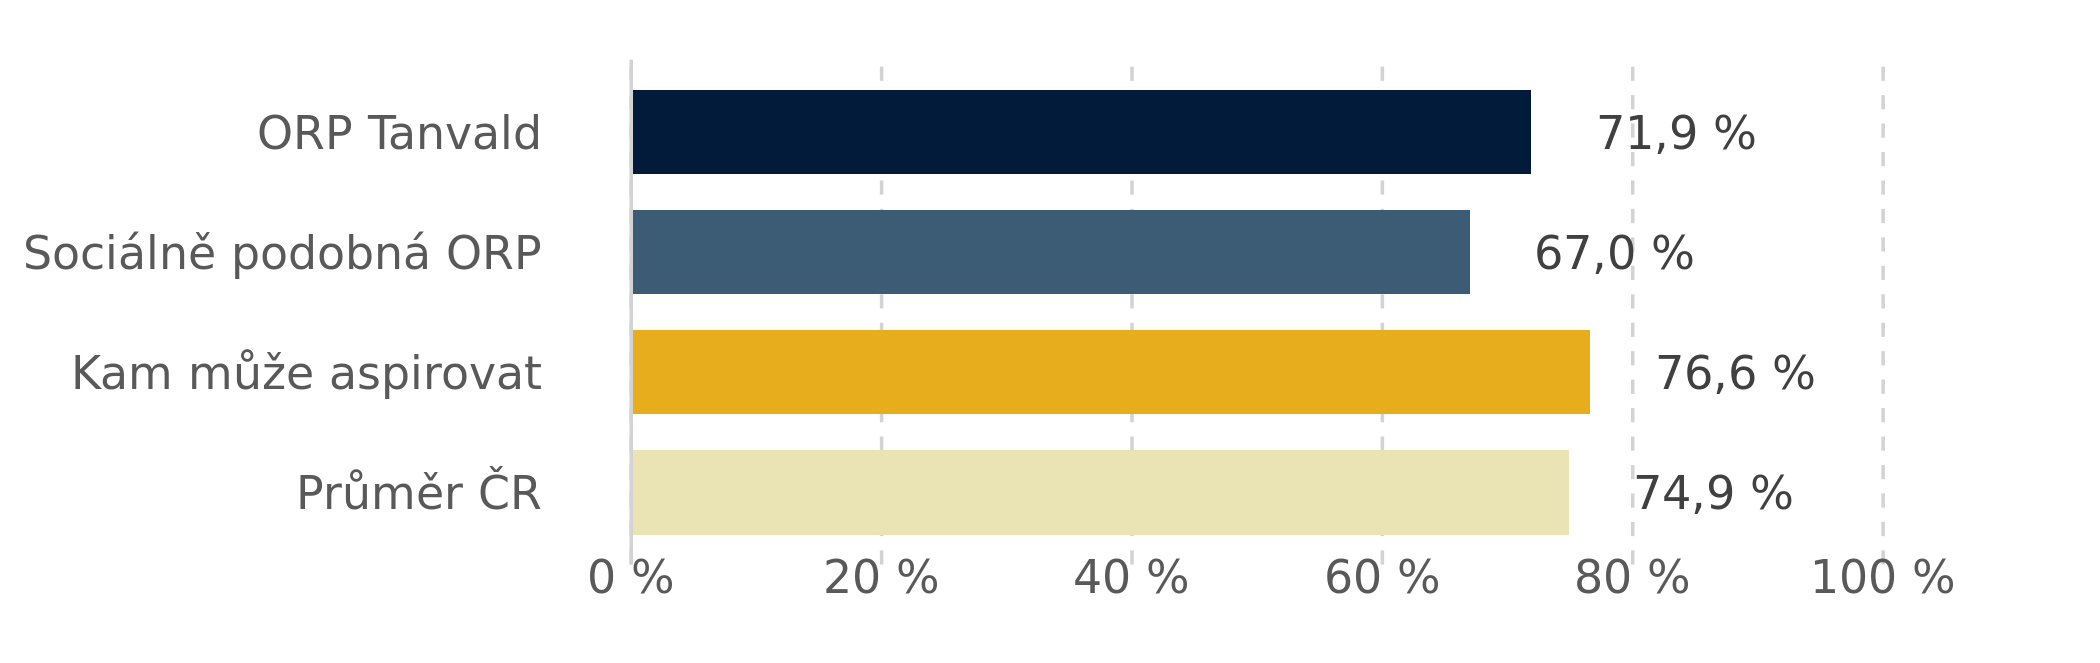 ORP Tanvald 71,9 %
Sociálně podobná ORP 67,0 %
Kam může aspirovat 76,6 %
Průměr ČR 74,9 %
0 % 20 % 40 % 60 % 80 % 100 %